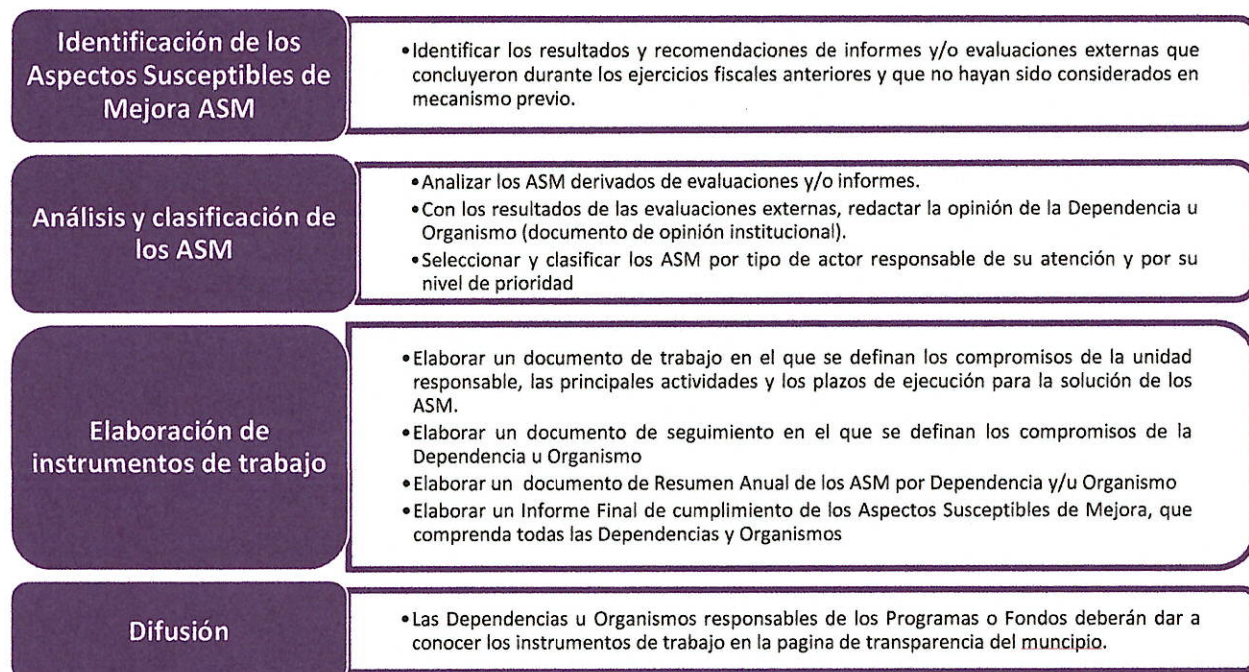 Identificación de los
Aspectos Susceptibles de
Mejora ASM
•Identificar los resultados y recomendaciones de informes y/o evaluaciones externas que
concluyeron durante los ejercicios fiscales anteriores y que no hayan sido considerados en
mecanismo previo.
Análisis y clasificación de
los ASM
•Analizar los ASM derivados de evaluaciones y/o informes.
•Con los resultados de las evaluaciones externas, redactar la opinión de la Dependencia u
Organismo (documento de opinión institucional).
•Seleccionar y clasificar los ASM por tipo de actor responsable de su atención y por su
nivel de prioridad
Elaboración de
instrumentos de trabajo
•Elaborar un documento de trabajo en el que se definan los compromisos de la unidad
responsable, las principales actividades y los plazos de ejecución para la solución de los
ASM.
•Elaborar un documento de seguimiento en el que se definan los compromisos de la
Dependencia u Organismo
•Elaborar un documento de Resumen Anual de los ASM por Dependencia y/u Organismo
•Elaborar un Informe Final de cumplimiento de los Aspectos Susceptibles de Mejora, que
comprenda todas las Dependencias y Organismos
Difusión
•Las Dependencias u Organismos responsables de los Programas o Fondos deberán dar a
conocer los instrumentos de trabajo en la pagina de transparencia del muncipio.